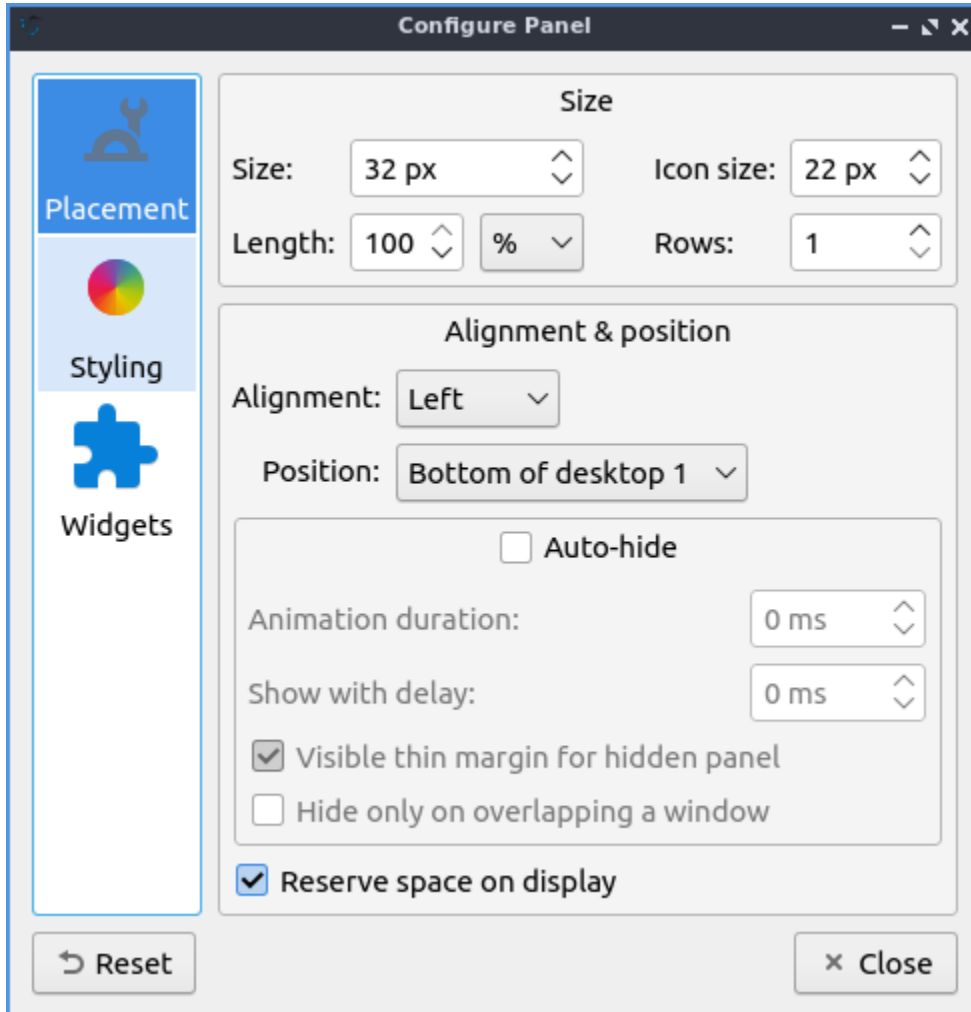 Configure Panel
Placement
Styling
Widgets
Size
Size: 32 px Icon size: 22 px
Length: 100 % Rows: 1
Alignment & position
Alignment: Left
Position: Bottom of desktop 1
Auto-hide
Animation duration: 0 ms
Show with delay: 0 ms
Visible thin margin for hidden panel
Hide only on overlapping a window
Reserve space on display
Reset Close